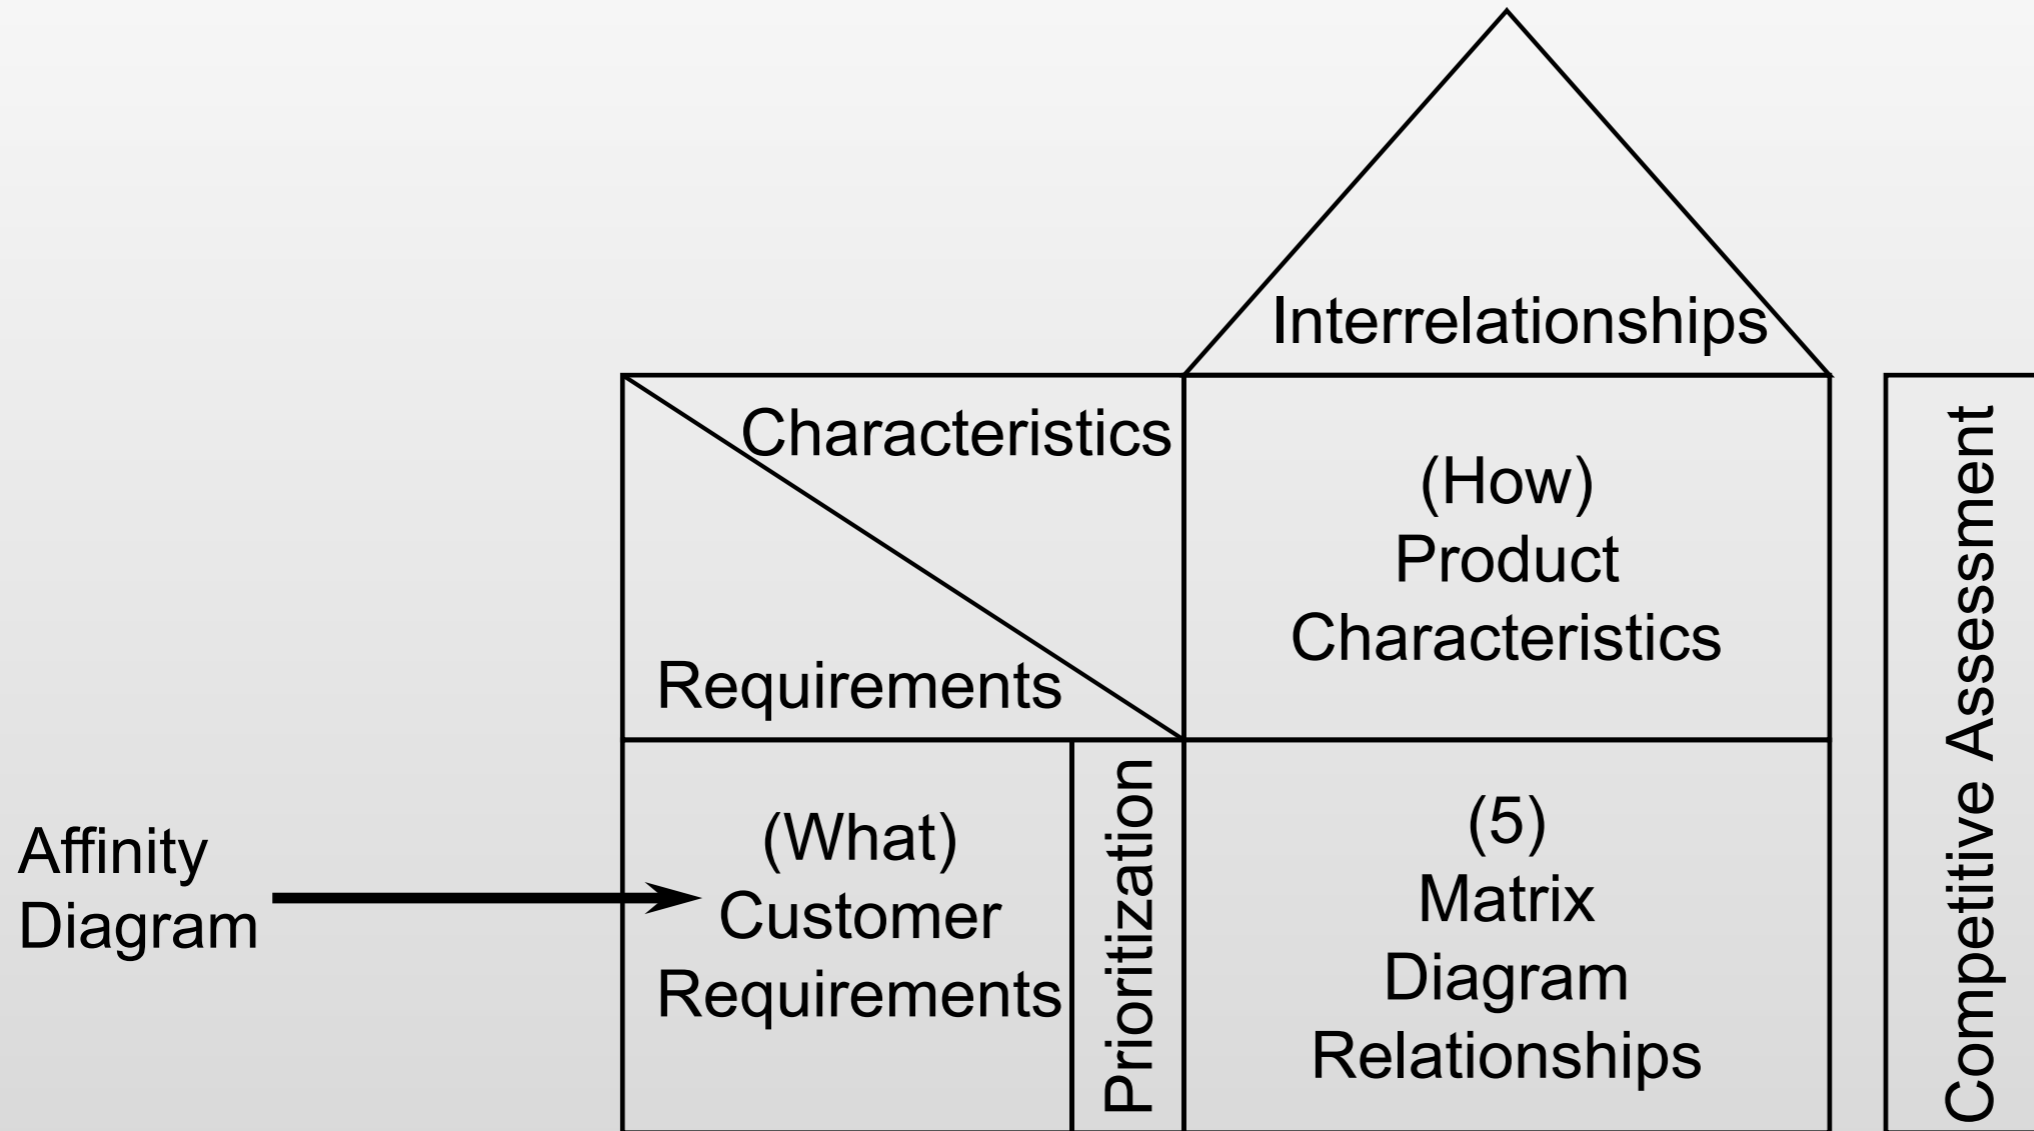 Interrelationships
Characteristics
Requirements
(How)
Product
Characteristics
Competitive Assessment
Affinity
Diagram
(What)
Customer
Requirements
Prioritization
(5)
Matrix
Diagram
Relationships